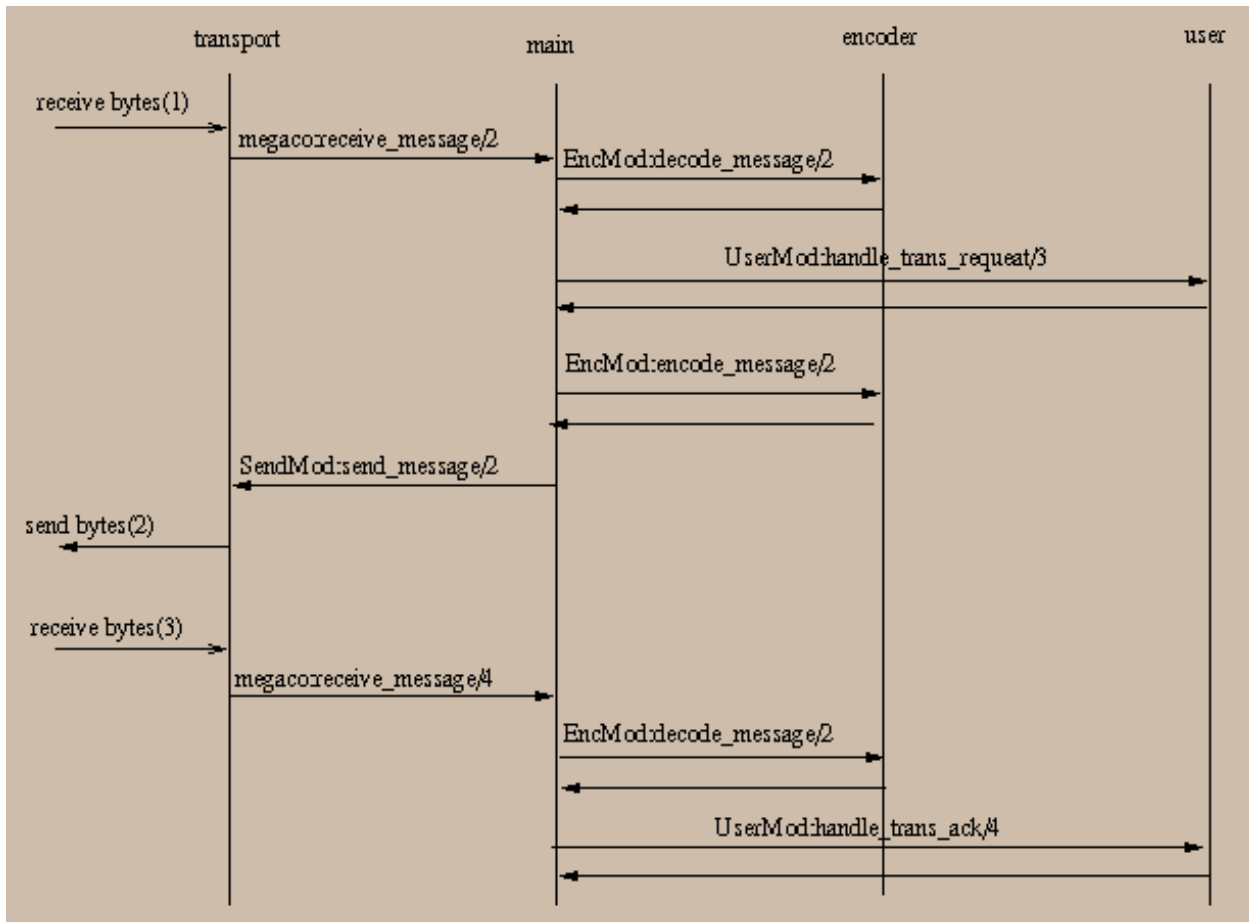 transport
main
encoder
user
receive bytes(1)
megaco:receive_message/2
EncMod:decode_message/2
UserMod:handle_trans_requeat/3
EncMod:encode_message/2
SendMod:send_message/2
send bytes(2)
receive bytes(3)
megaco:receive_message/4
EncMod:decode_message/2
UserMod:handle_trans_ack/4